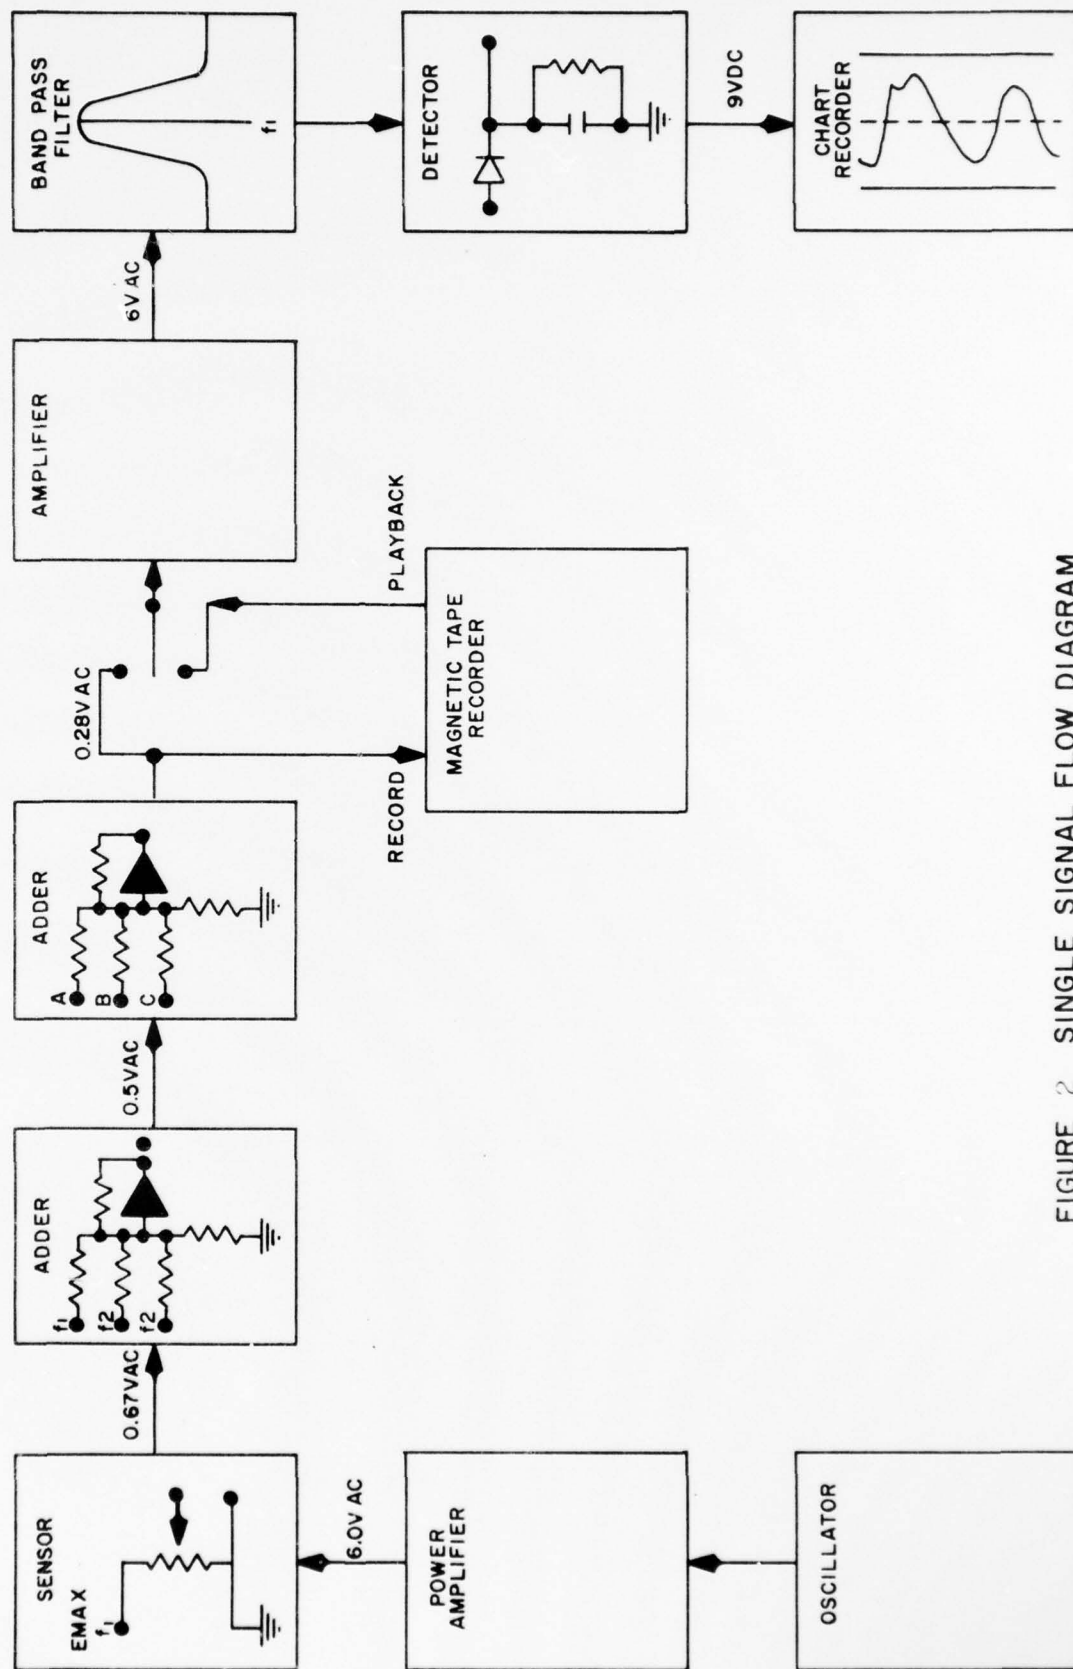 OSCILLATOR
POWER
AMPLIFIER
6.0V AC
SENSOR
EMAX
f1
0.67VAC
ADDER
f1
f2
f2
0.5VAC
ADDER
A
B
C
0.28VAC
RECORD
MAGNETIC TAPE
RECORDER
PLAYBACK
AMPLIFIER
6V AC
BAND PASS
FILTER
f1
DETECTOR
9VDC
CHART
RECORDER
FIGURE 2 SINGLE SIGNAL FLOW DIAGRAM